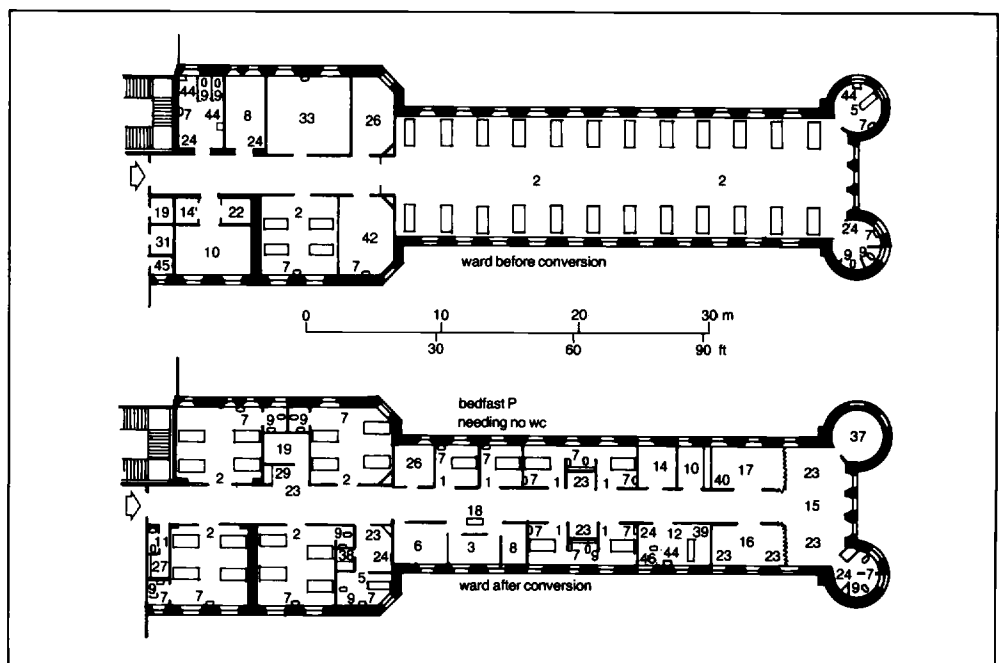 44 9 9 44
7 8 33 26
24 24
44
5
7
2 2
19 14' 22 2
31 10 42
45 7 7
24
7
9 9
ward before conversion
0 10 20 30 m
30 60 90 ft
bedfast P
needing no wc
7 9 9 7
19
29
2 23 2
26 7 1 7 1 7 1 7 23 1 7 14 10 40 17 23 37
18 15
11 2 2 9 23
27 38 24
9 5
7 7 7 9 7
6 3 8 7 1 23 1 7 24 12 39
7 9 46 44 23 16 23 23
24 7
19
ward after conversion